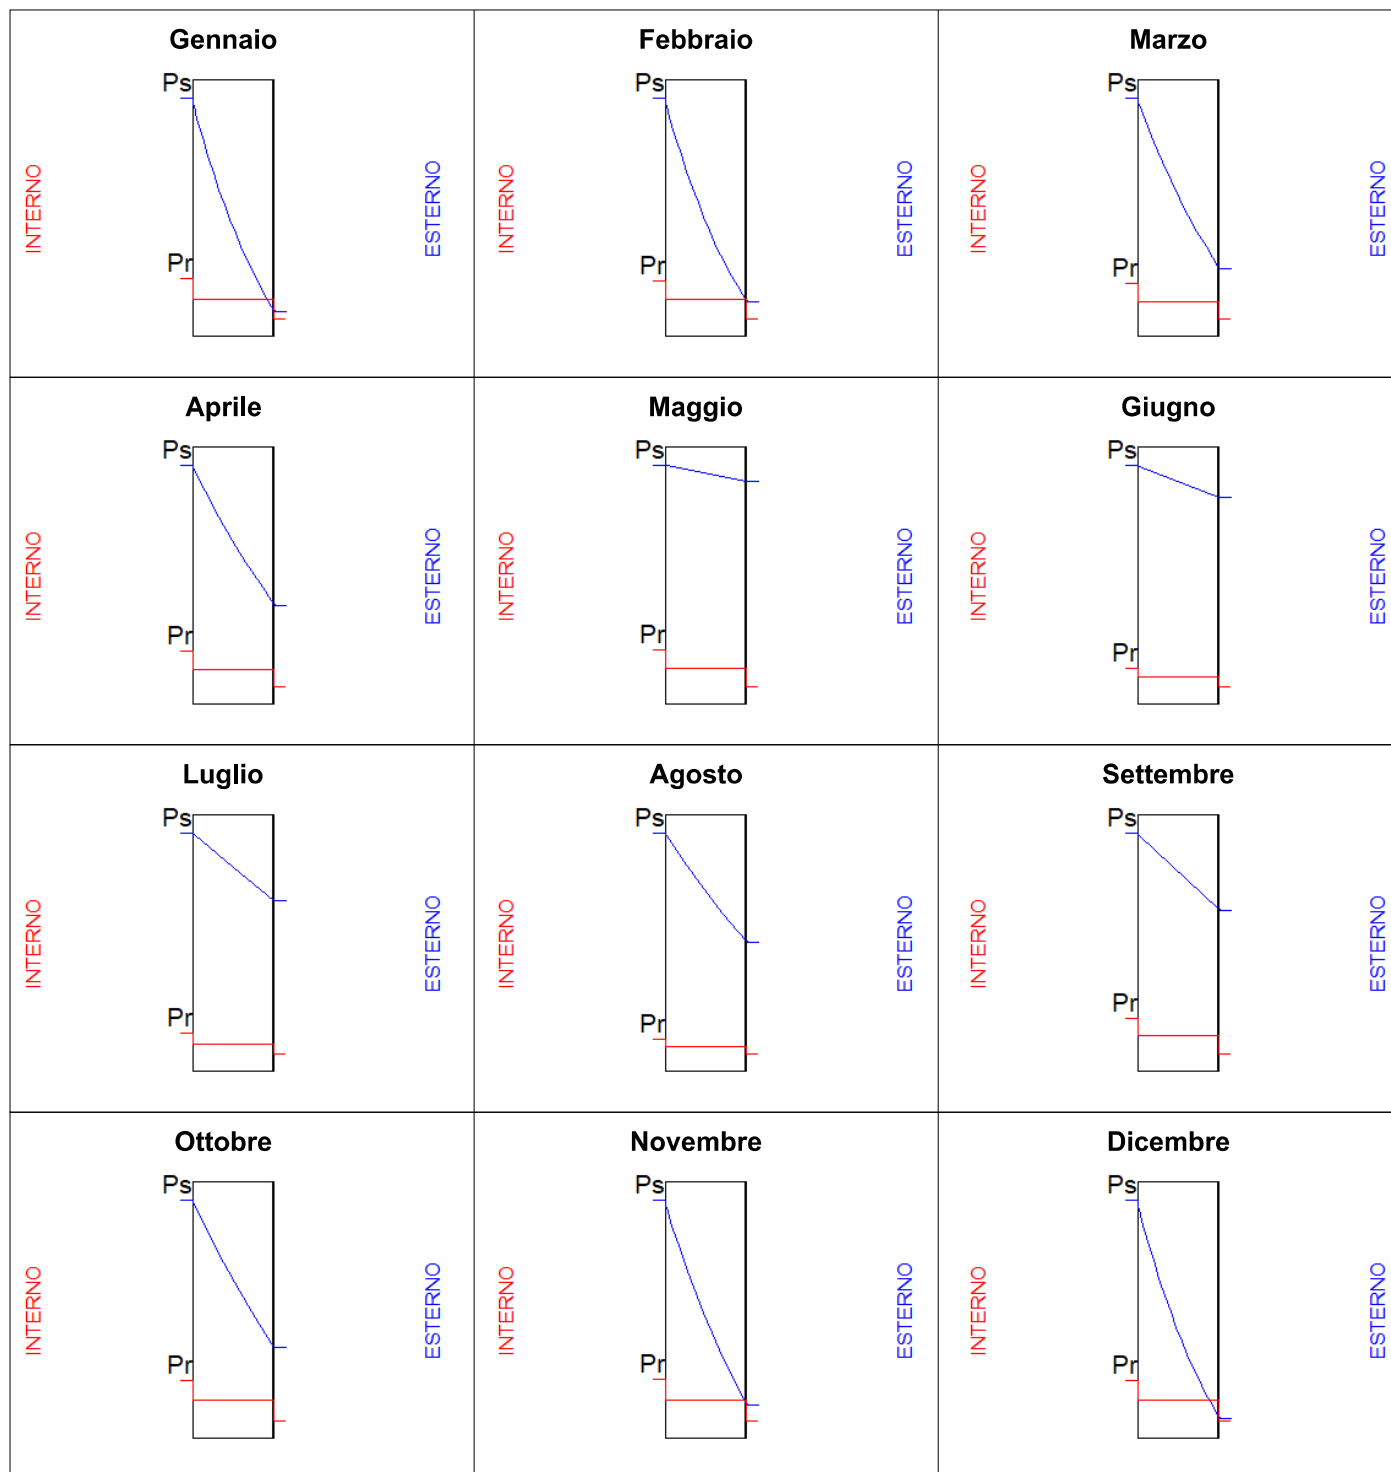 Gennaio
Febbraio
Marzo
Ps
Ps
Ps
INTERNO
ESTERNO
INTERNO
ESTERNO
INTERNO
ESTERNO
Pr
Pr
Pr
Aprile
Maggio
Giugno
Ps
Ps
Ps
INTERNO
ESTERNO
INTERNO
ESTERNO
INTERNO
ESTERNO
Pr
Pr
Pr
Luglio
Agosto
Settembre
Ps
Ps
Ps
INTERNO
ESTERNO
INTERNO
ESTERNO
INTERNO
ESTERNO
Pr
Pr
Pr
Ottobre
Novembre
Dicembre
Ps
Ps
Ps
INTERNO
ESTERNO
INTERNO
ESTERNO
INTERNO
ESTERNO
Pr
Pr
Pr